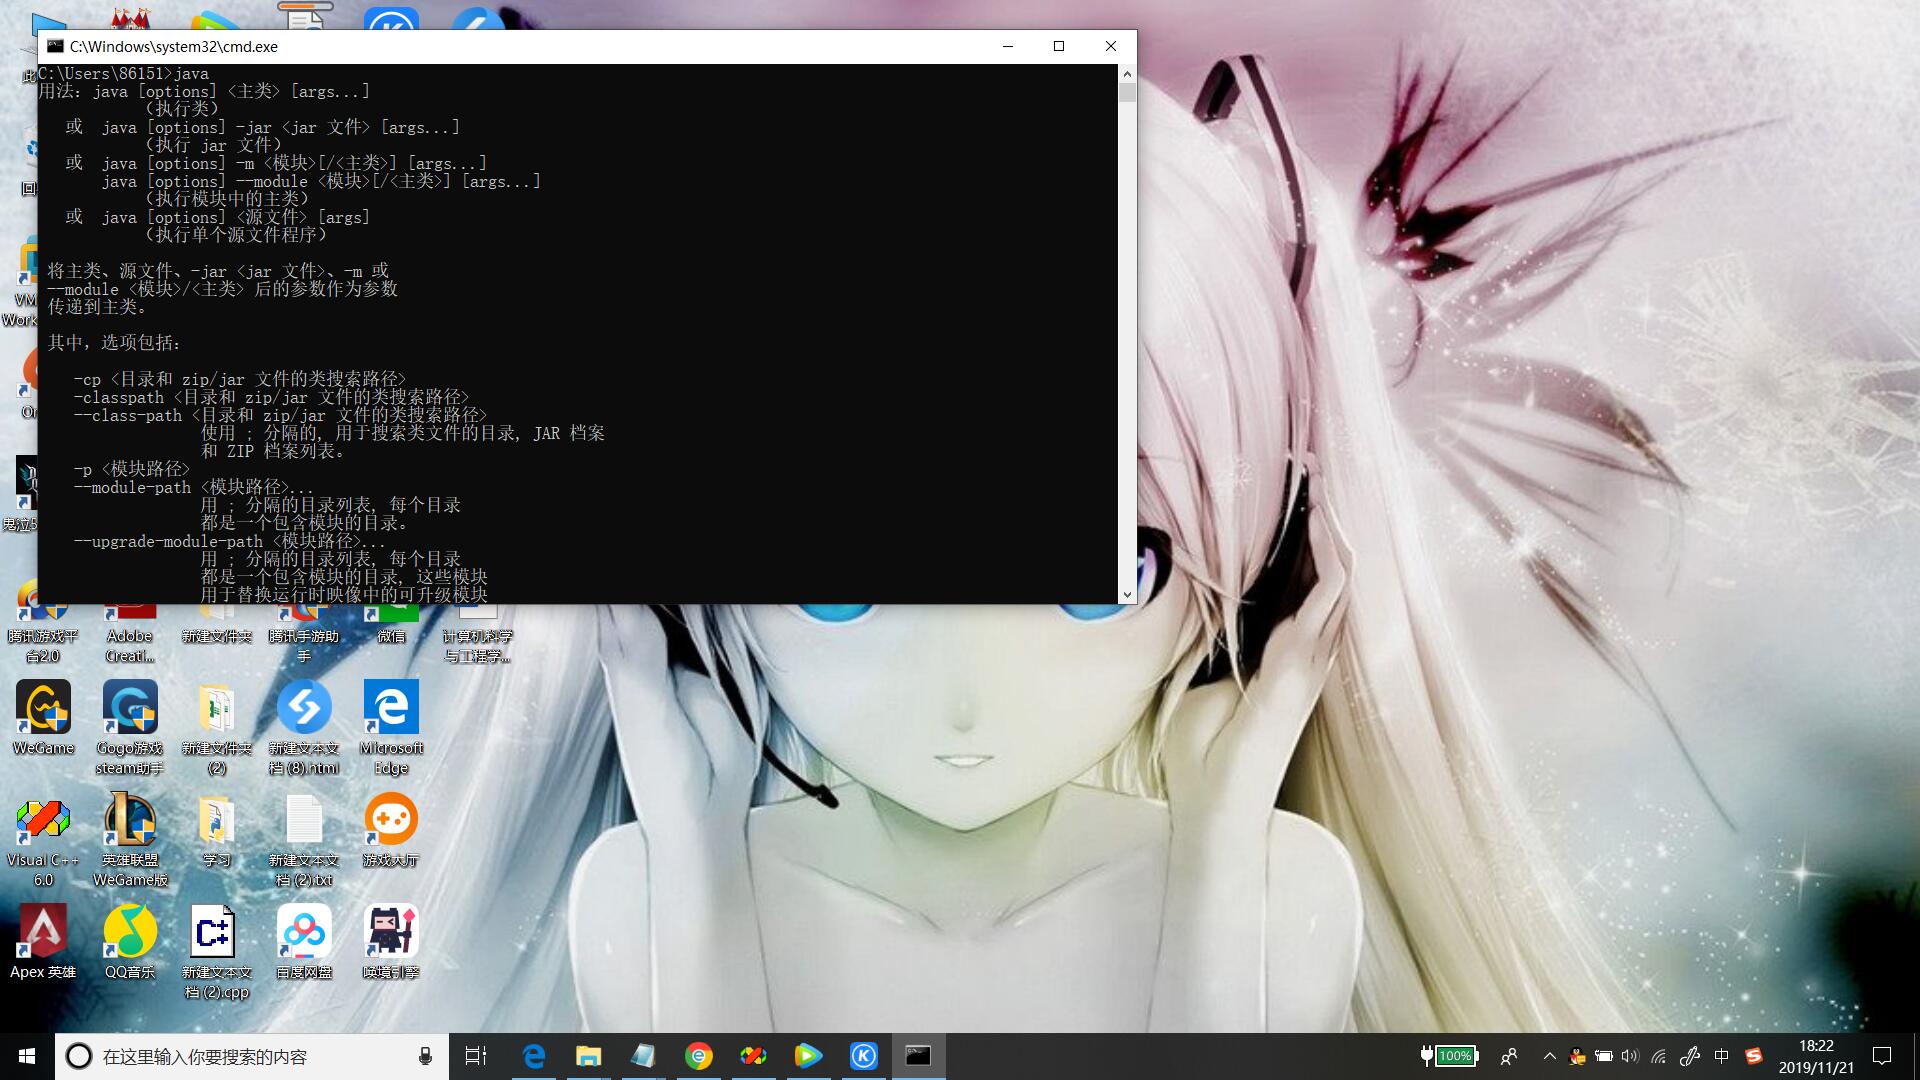 C:\Windows\system32\cmd.exe
C:\Users\86151>java
用法: java [options] <主类> [args...]
(执行类)
或 java [options] -jar <jar 文件> [args...]
(执行 jar 文件)
或 java [options] -m <模块>[/<主类>] [args...]
java [options] --module <模块>[/<主类>] [args...]
(执行模块中的主类)
或 java [options] <源文件> [args]
(执行单个源文件程序)
将主类、源文件、-jar <jar 文件>、-m 或
--module <模块>/<主类> 后的参数作为参数
传递到主类。
其中, 选项包括:
-cp <目录和 zip/jar 文件的类搜索路径>
-classpath <目录和 zip/jar 文件的类搜索路径>
--class-path <目录和 zip/jar 文件的类搜索路径>
使用 ; 分隔的, 用于搜索类文件的目录, JAR 档案
和 ZIP 档案列表。
-p <模块路径>
--module-path <模块路径>...
用 ; 分隔的目录列表, 每个目录
都是一个包含模块的目录。
--upgrade-module-path <模块路径>...
用 ; 分隔的目录列表, 每个目录
都是一个包含模块的目录, 这些模块
用于替换运行时映像中的可升级模块
此
回
VM
Work
Or
鬼泣5
腾讯游戏平
台2.0
Adobe
Creati...
新建文件夹
腾讯手游助
手
微信
计算机科学
与工程学...
WeGame
Gogo游戏
steam助手
新建文件夹
(2)
新建文本文
档 (8).html
Microsoft
Edge
Visual C++
6.0
英雄联盟
WeGame版
学习
新建文本文
档 (2).txt
游戏大厅
Apex 英雄
QQ音乐
新建文本文
档 (2).cpp
百度网盘
唤境引擎
在这里输入你要搜索的内容
100%
中
18:22
2019/11/21